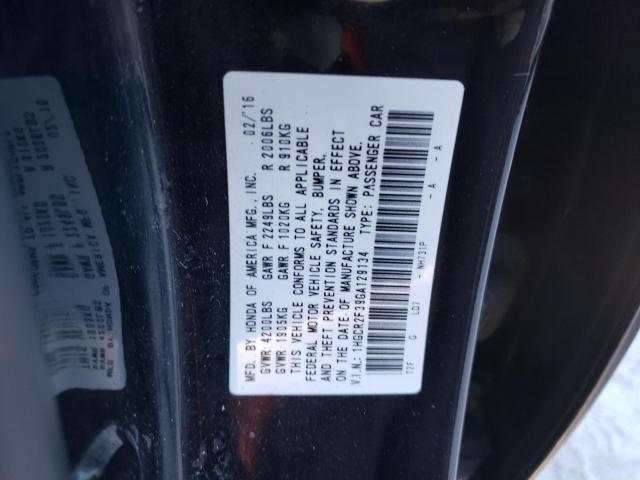 MFD. BY HONDA OF AMERICA MFG., INC. 02/16
GVWR 4200LBS GAWR F 2249LBS R 2006LBS
GVWR 1905KG GAWR F 1020KG R 910KG
THIS VEHICLE CONFORMS TO ALL APPLICABLE
FEDERAL MOTOR VEHICLE SAFETY, BUMPER,
AND THEFT PREVENTION STANDARDS IN EFFECT
ON THE DATE OF MANUFACTURE SHOWN ABOVE.
V.I.N.: 1HGCR2F39GA129134 TYPE: PASSENGER CAR
T2F G LD7 - NH731P - A - A